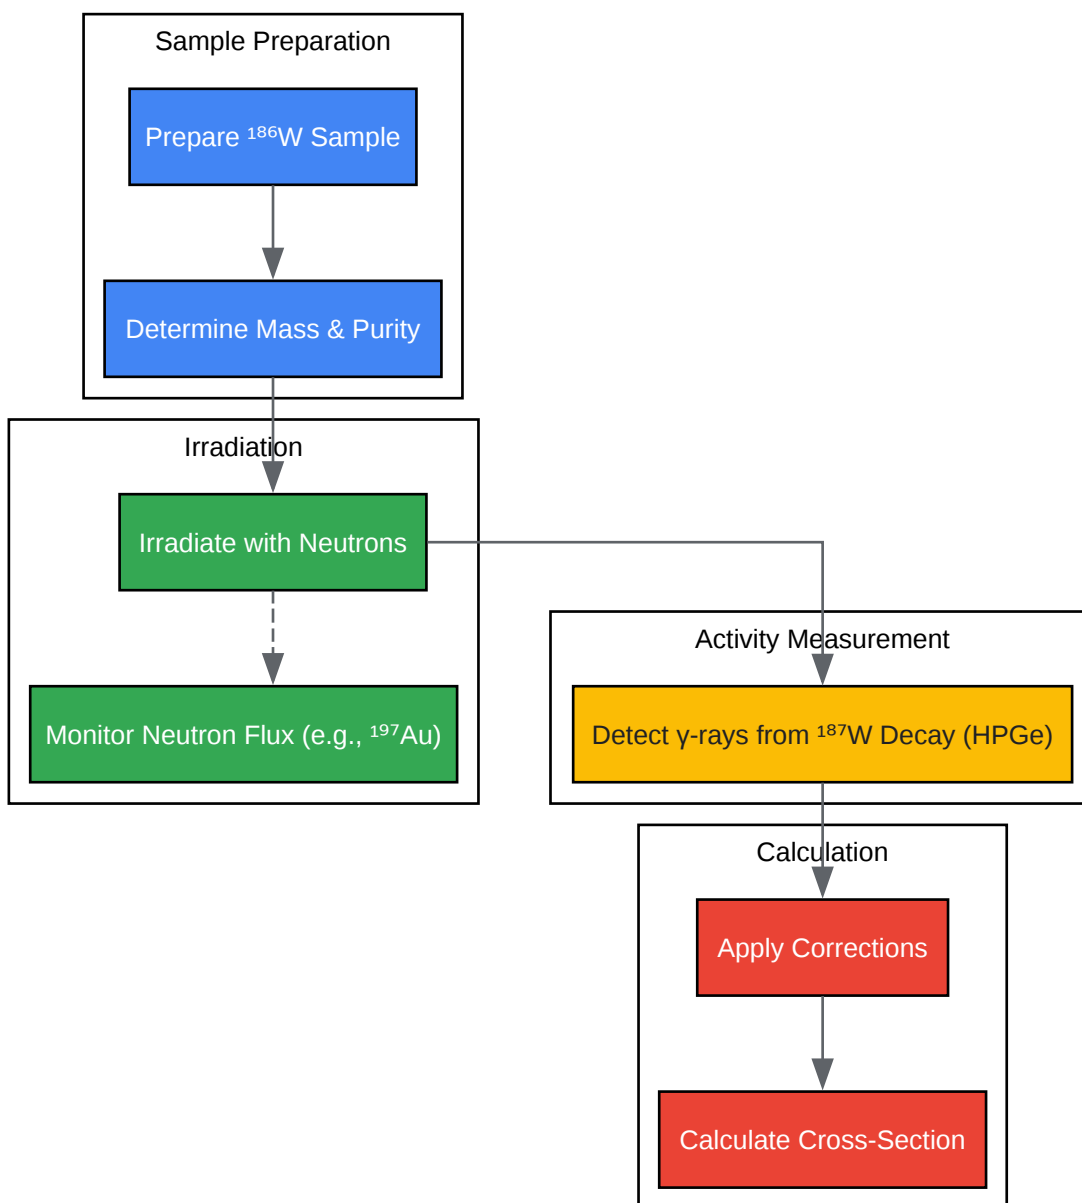 Sample Preparation
Prepare ¹⁸⁶W Sample
Determine Mass & Purity
Irradiation
Irradiate with Neutrons
Monitor Neutron Flux (e.g., ¹⁹⁷Au)
Activity Measurement
Detect γ-rays from ¹⁸⁷W Decay (HPGe)
Calculation
Apply Corrections
Calculate Cross-Section